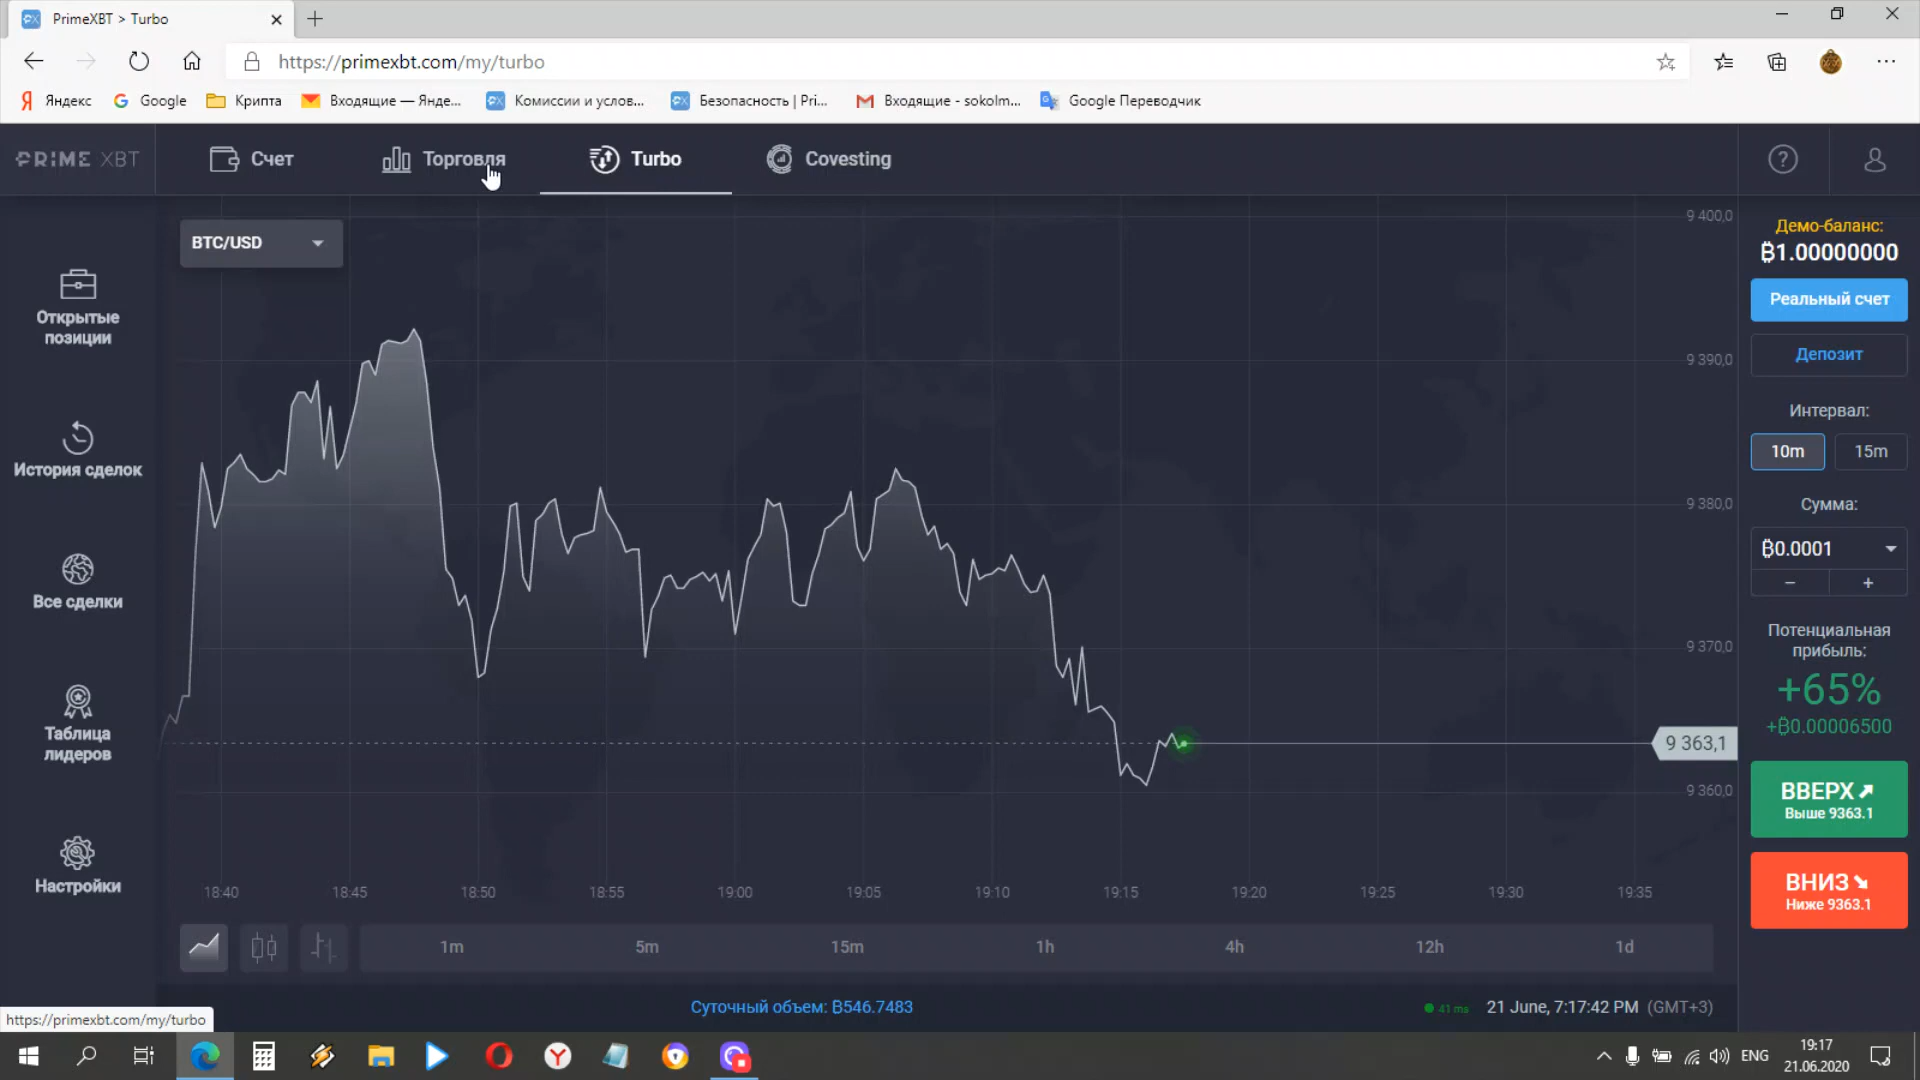 PrimeXBT > Turbo
https://primexbt.com/my/turbo
Яндекс
Google
Крипта
Входящие — Янде...
Комиссии и услов...
Безопасность | Pri...
Входящие - sokolm...
Google Переводчик
PRIME XBT
Счет
Торговля
Turbo
Covesting
BTC/USD
Открытые
позиции
История сделок
Все сделки
Таблица
лидеров
Настройки
9 400,0
9 390,0
9 380,0
9 370,0
9 363,1
9 360,0
18:40
18:45
18:50
18:55
19:00
19:05
19:10
19:15
19:20
19:25
19:30
19:35
1m
5m
15m
1h
4h
12h
1d
Демо-баланс:
₿1.00000000
Реальный счет
Депозит
Интервал:
10m
15m
Сумма:
₿0.0001
−
+
Потенциальная
прибыль:
+65%
+₿0.00006500
ВВЕРХ
Выше 9363.1
ВНИЗ
Ниже 9363.1
Суточный объем: B546.7483
41 ms
21 June, 7:17:42 PM (GMT+3)
https://primexbt.com/my/turbo
ENG
19:17
21.06.2020